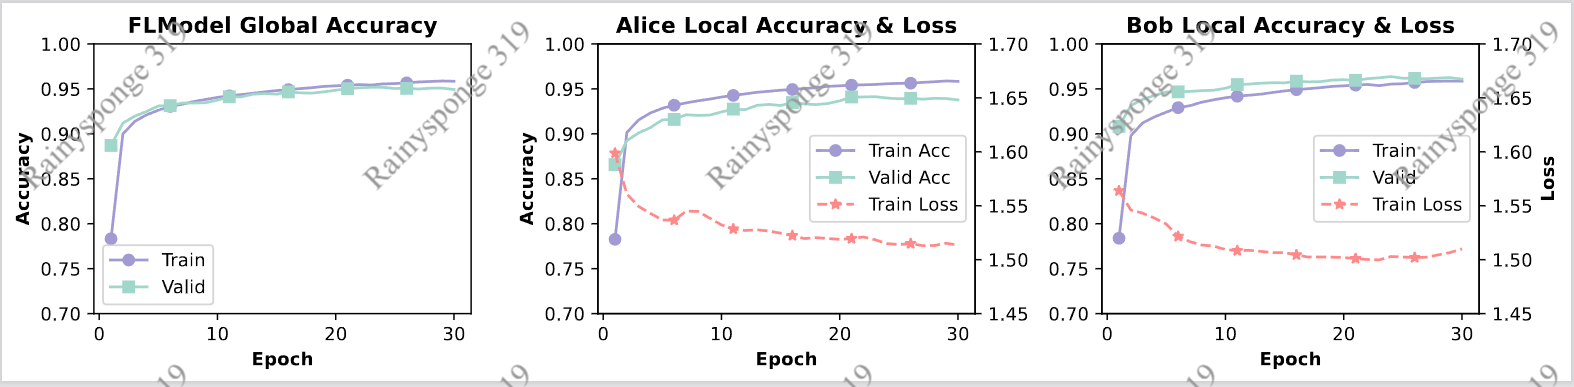 FLModel Global Accuracy
1.00
0.95
0.90
0.85
0.80
0.75
0.70
Accuracy
Train
Valid
0
10
20
30
Epoch
Alice Local Accuracy & Loss
1.00
0.95
0.90
0.85
0.80
0.75
0.70
Accuracy
Train Acc
Valid Acc
Train Loss
1.70
1.65
1.60
1.55
1.50
1.45
0
10
20
30
Epoch
Bob Local Accuracy & Loss
1.00
0.95
0.90
0.85
0.80
0.75
0.70
Train
Valid
Train Loss
1.70
1.65
1.60
1.55
1.50
1.45
Loss
0
10
20
30
Epoch
Rainysponge 319
Rainysponge 319
Rainysponge 319
Rainysponge 319
Rainysponge 319
19
19
19
19
19